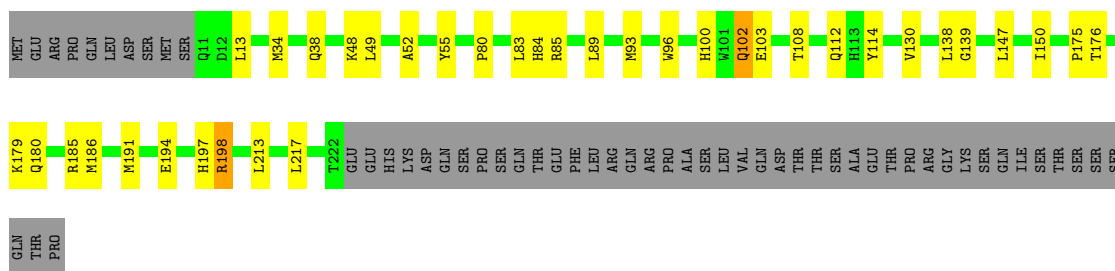 MET GLU ARG PRO GLN LEU ASP SER MET SER Q11 D12 L13 M34 Q38 K48 L49 A52 Y55 P80 L83 H84 R85 L89 M93 W96 H100 W101 Q102 E103 T108 Q112 H113 Y114 V130 L138 G139 L147 I150 P175 T176
K179 Q180 R185 M186 M191 E194 H197 R198 L213 L217 T222 GLU GLU HIS LYS ASP GLN SER PRO SER GLN THR GLU PHE LEU ARG GLN ARG PRO ALA SER LEU VAL GLN ASP THR THR SER ALA GLU THR PRO ARG GLY LYS SER GLN ILE SER THR SER SER SER
GLN THR PRO